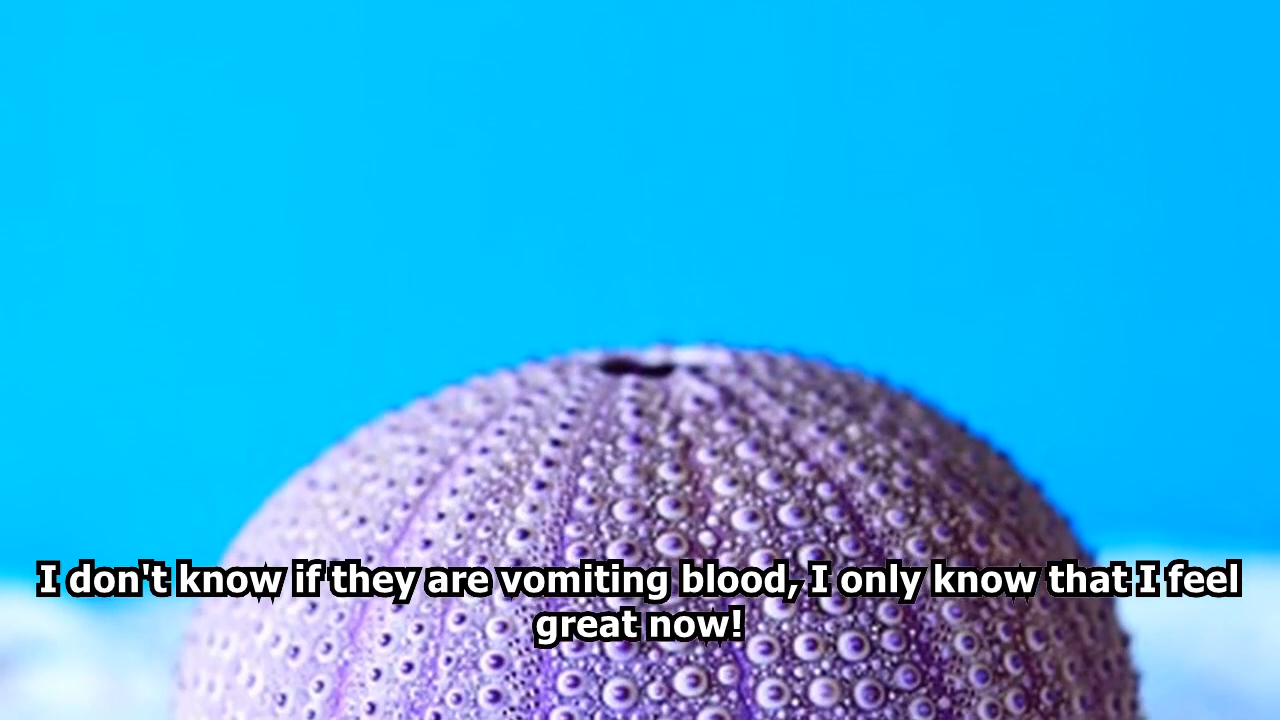 I don't know if they are vomiting blood, I only know that I feel
great now!